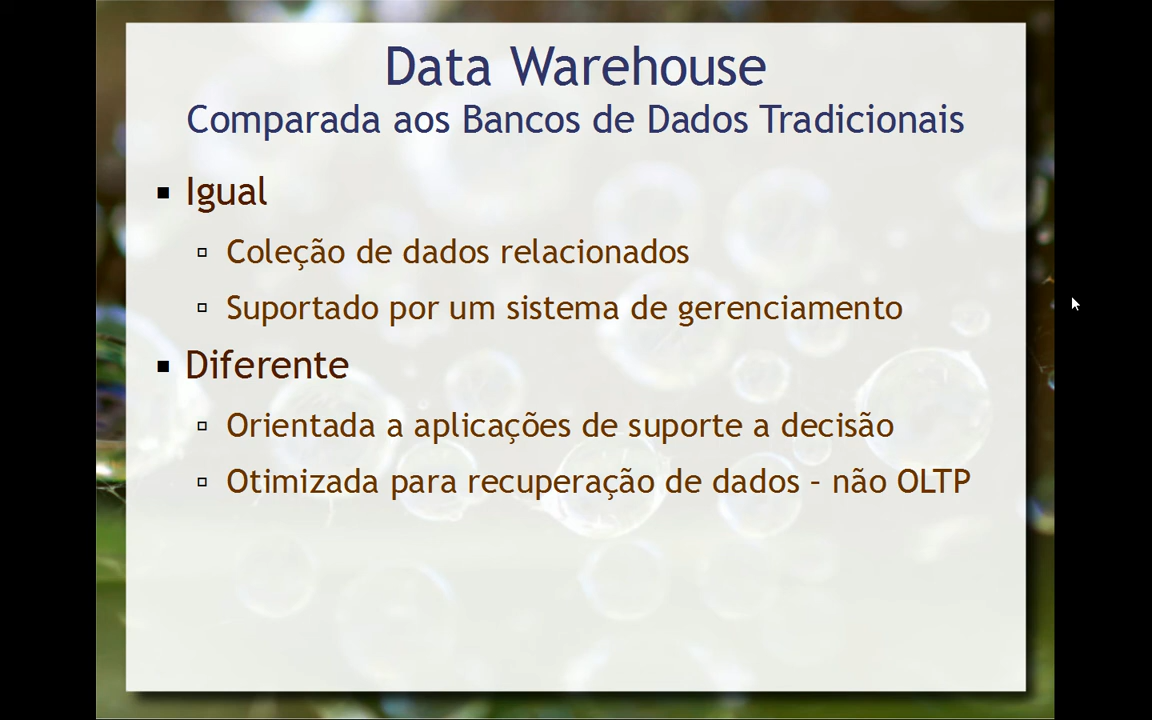 Data Warehouse
Comparada aos Bancos de Dados Tradicionais
Igual
Coleção de dados relacionados
Suportado por um sistema de gerenciamento
Diferente
Orientada a aplicações de suporte a decisão
Otimizada para recuperação de dados – não OLTP